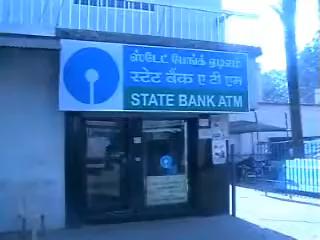 ஸ்டேட் பேங்க் ஏடிஎம்
स्टेट बैंक ए टी एम
STATE BANK ATM